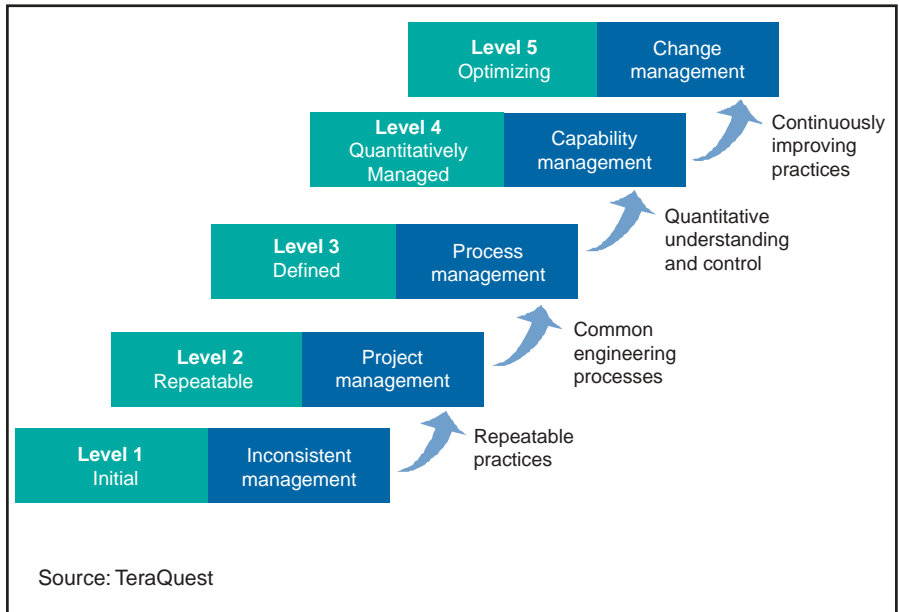 Level 5
Optimizing
Change
management
Level 4
Quantitatively
Managed
Capability
management
Continuously
improving
practices
Level 3
Defined
Process
management
Quantitative
understanding
and control
Level 2
Repeatable
Project
management
Common
engineering
processes
Level 1
Initial
Inconsistent
management
Repeatable
practices
Source: TeraQuest